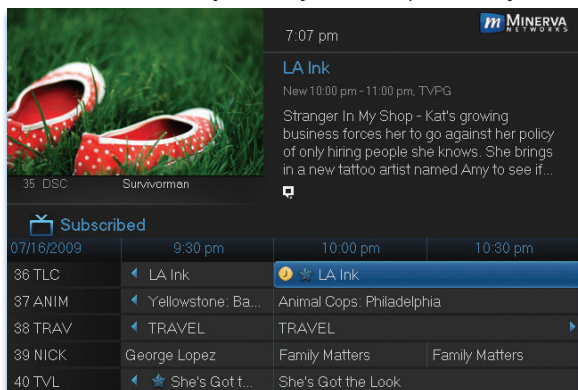 7:07 pm
m MINERVA
NETWORKS
LA Ink
New 10:00 pm - 11:00 pm, TVPG
Stranger In My Shop - Kat's growing
business forces her to go against her policy
of only hiring people she knows. She brings
in a new tattoo artist named Amy to see if...
35 DSC Survivorman
Subscribed
07/16/2009 9:30 pm 10:00 pm 10:30 pm
36 TLC LA Ink LA Ink
37 ANIM Yellowstone: Ba... Animal Cops: Philadelphia
38 TRAV TRAVEL TRAVEL
39 NICK George Lopez Family Matters Family Matters
40 TVL She's Got t... She's Got the Look